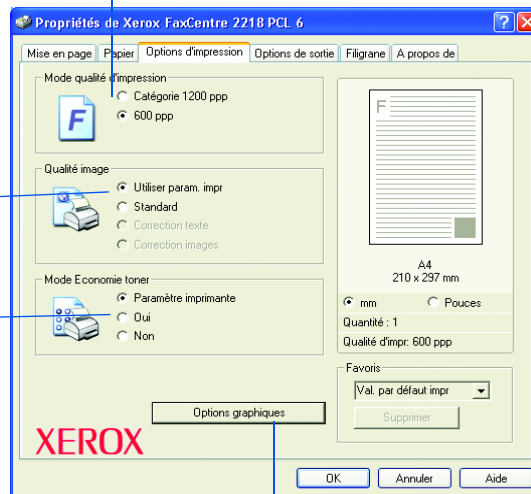 Propriétés de Xerox FaxCentre 2218 PCL 6
Mise en page Papier Options d'impression Options de sortie Filigrane A propos de
Mode qualité d'impression
Catégorie 1200 ppp
600 ppp
F
Qualité image
Utiliser param. impr
Standard
Correction texte
Correction images
Mode Economie toner
Paramètre imprimante
Oui
Non
Options graphiques
XEROX
F
A4
210 x 297 mm
mm Pouces
Quantité : 1
Qualité d'impr: 600 ppp
Favoris
Val. par défaut impr
Supprimer
OK Annuler Aide